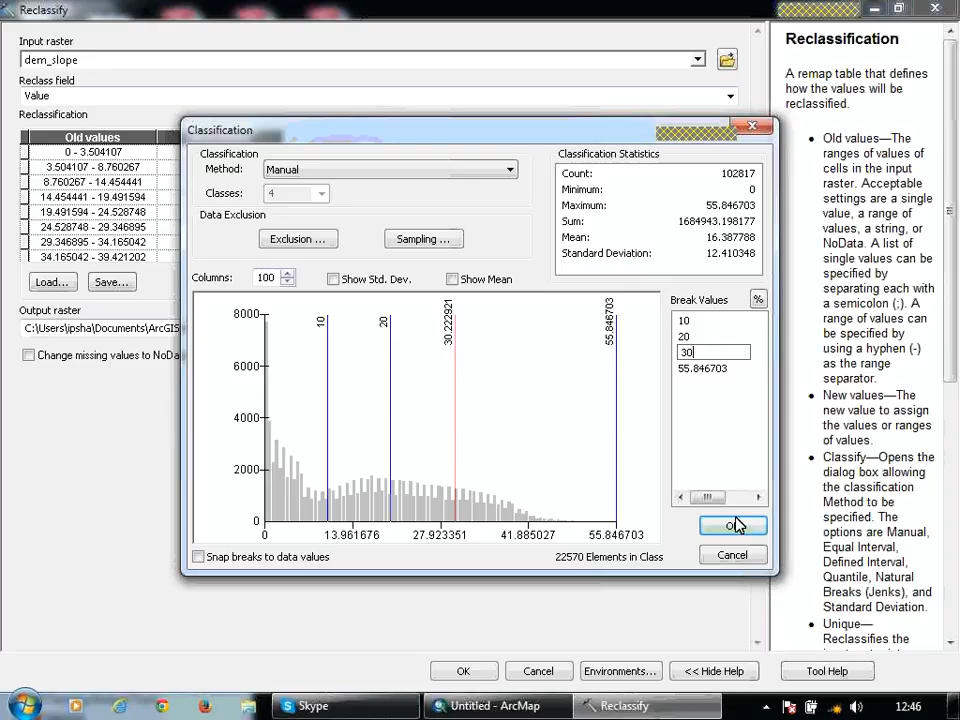 Reclassify
Input raster
dem_slope
Reclass field
Value
Reclassification
Old values
0 - 3.504107
3.504107 - 8.760267
8.760267 - 14.454441
14.454441 - 19.491594
19.491594 - 24.528748
24.528748 - 29.346895
29.346895 - 34.165042
34.165042 - 39.421202
Load...
Save...
Output raster
C:\Users\ipsha\Documents\ArcGIS
Change missing values to NoDa
Classification
Classification
Method:
Manual
Classes:
4
Data Exclusion
Exclusion ...
Sampling ...
Columns:
100
Show Std. Dev.
Show Mean
Classification Statistics
Count: 102817
Minimum: 0
Maximum: 55.846703
Sum: 1684943.198177
Mean: 16.387788
Standard Deviation: 12.410348
Break Values
%
10
20
30
55.846703
10
20
30.222921
55.846703
8000
6000
4000
2000
0
0 13.961676 27.923351 41.885027 55.846703
Snap breaks to data values
22570 Elements in Class
Cancel
OK
Cancel
Environments...
<< Hide Help
Tool Help
Reclassification
A remap table that defines
how the values will be
reclassified.
Old values—The
ranges of values of
cells in the input
raster. Acceptable
settings are a single
value, a range of
values, a string, or
NoData. A list of
single values can be
specified by
separating each with
a semicolon (;). A
range of values can
be specified by
using a hyphen (-)
as the range
separator.
New values—The
new value to assign
the values or ranges
of values.
Classify—Opens the
dialog box allowing
the classification
Method to be
specified. The
options are Manual,
Equal Interval,
Defined Interval,
Quantile, Natural
Breaks (Jenks), and
Standard Deviation.
Unique—
Reclassifies the
Skype
Untitled - ArcMap
Reclassify
12:46